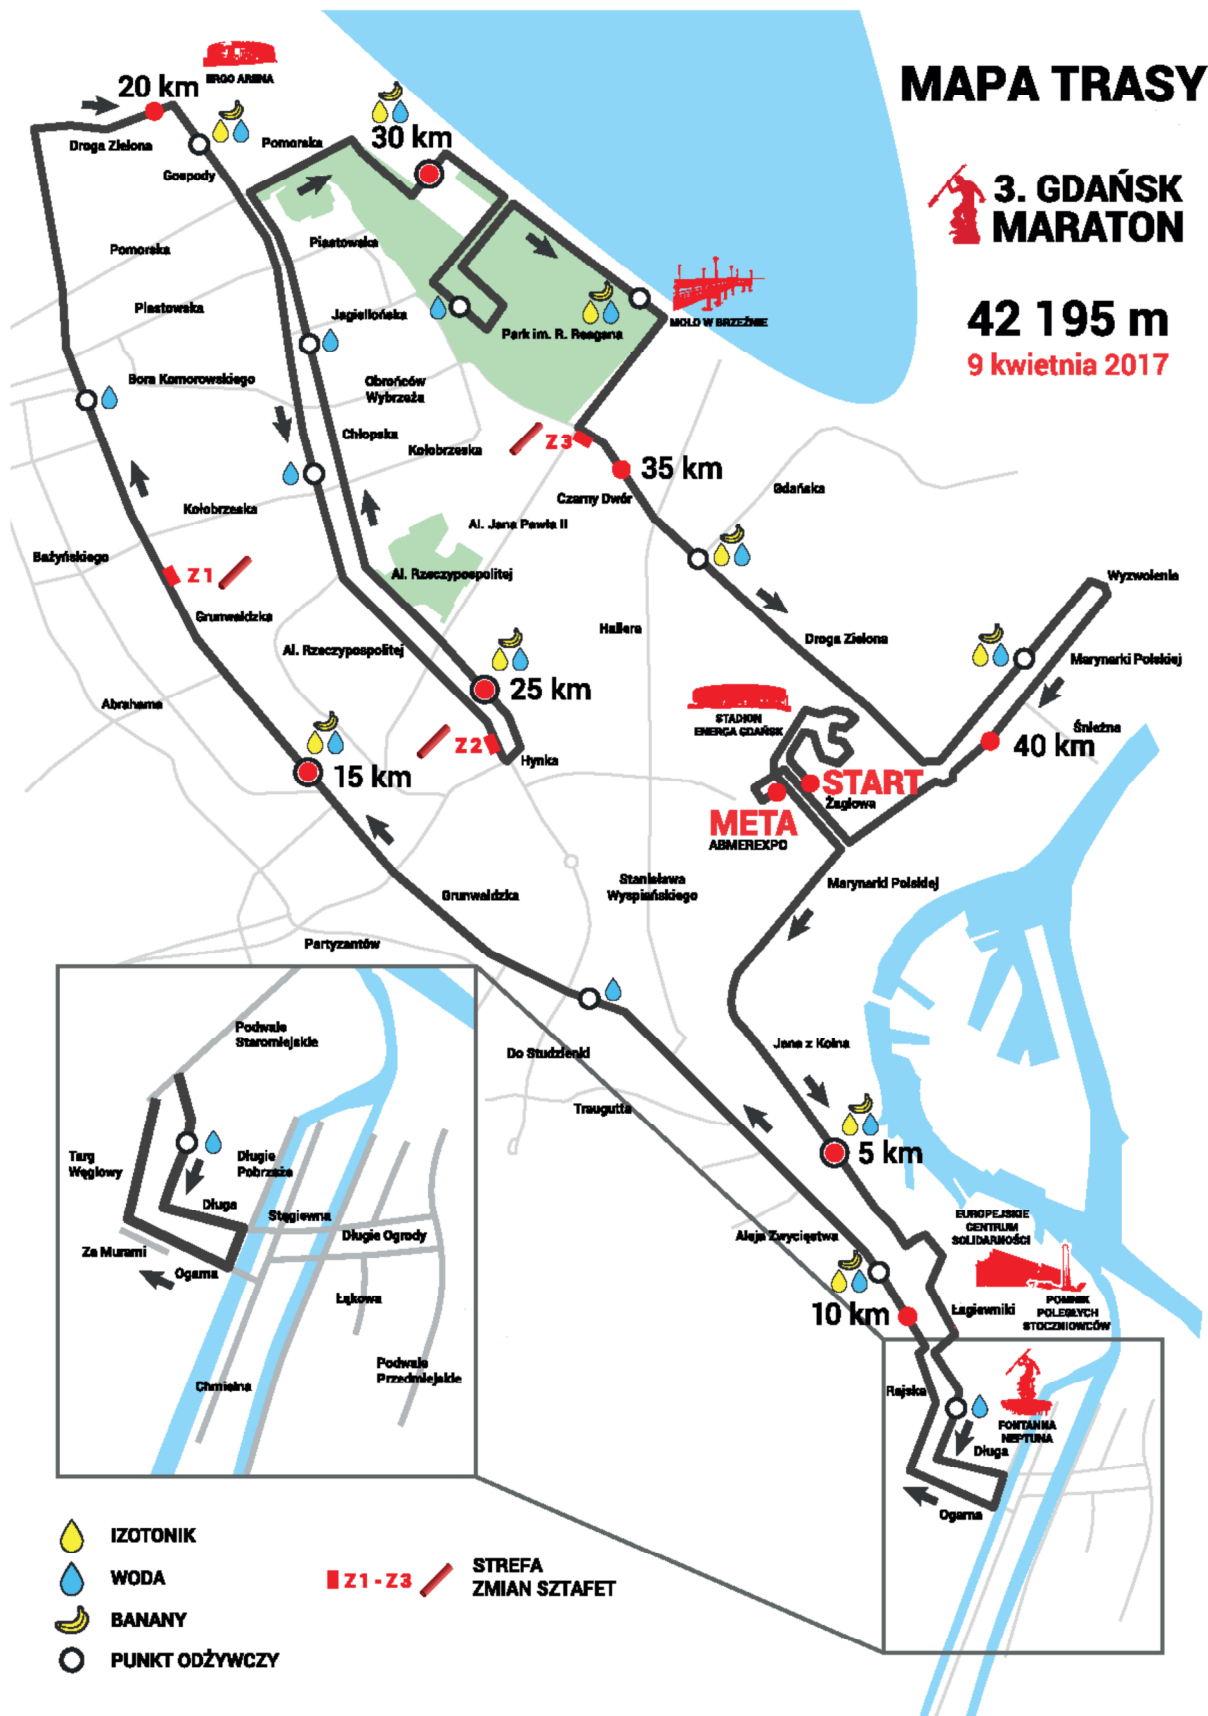 MAPA TRASY
3. GDAŃSK
MARATON
42 195 m
9 kwietnia 2017
ERGO ARENA
20 km
Droga Zielona
Gospody
Pomorska
30 km
Pomorska
Piastowska
Piastowska
Jagiellońska
Park im. R. Reagana
MOLO W BRZEŹNIE
Bora Komorowskiego
Obrońców
Wybrzeża
Chłopska
Kołobrzeska
Z3
35 km
Gdańska
Czarny Dwór
Kołobrzeska
Al. Jana Pawła II
Bażyńskiego
Z1
Al. Rzeczypospolitej
Wyzwolenia
Grunwaldzka
Hallera
Droga Zielona
Al. Rzeczypospolitej
Marynarki Polskiej
25 km
Abrahama
STADION
ENERGA GDAŃSK
Śnieżna
40 km
Z2
Hynka
15 km
START
Żaglowa
META
ABMEREXPO
Marynarki Polskiej
Stanisława
Wyspiańskiego
Grunwaldzka
Partyzantów
Jana z Kolna
Do Studzienki
Traugutta
5 km
Podwale
Staromiejskie
Targ
Węglowy
Długie
Pobrzeże
Długa
Stągiewna
Długie Ogrody
Za Murami
Ogarna
Łąkowa
Podwale
Przedmiejskie
Chmielna
EUROPEJSKIE
CENTRUM
SOLIDARNOŚCI
Aleja Zwycięstwa
10 km
Łagiewniki
POMNIK
POLEGŁYCH
STOCZNIOWCÓW
Rajska
FONTANNA
NEPTUNA
Długa
Ogarna
IZOTONIK
WODA
BANANY
PUNKT ODŻYWCZY
Z1 - Z3
STREFA
ZMIAN SZTAFET